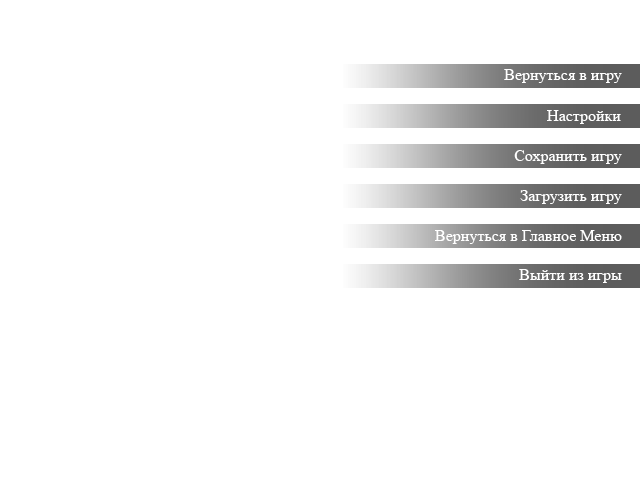 Вернуться в игру
Настройки
Сохранить игру
Загрузить игру
Вернуться в Главное Меню
Выйти из игры